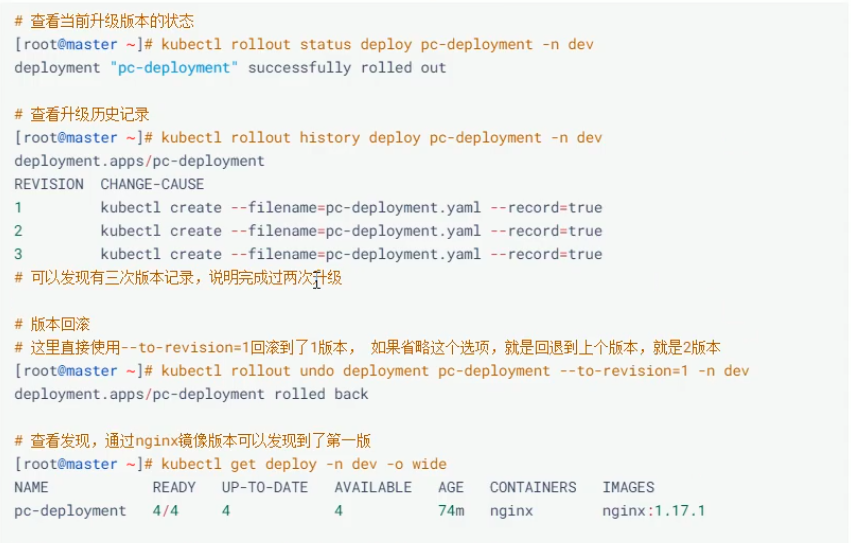 # 查看当前升级版本的状态
[root@master ~]# kubectl rollout status deploy pc-deployment -n dev
deployment "pc-deployment" successfully rolled out
# 查看升级历史记录
[root@master ~]# kubectl rollout history deploy pc-deployment -n dev
deployment.apps/pc-deployment
REVISION  CHANGE-CAUSE
1         kubectl create --filename=pc-deployment.yaml --record=true
2         kubectl create --filename=pc-deployment.yaml --record=true
3         kubectl create --filename=pc-deployment.yaml --record=true
# 可以发现有三次版本记录，说明完成过两次升级
# 版本回滚
# 这里直接使用--to-revision=1回滚到了1版本， 如果省略这个选项，就是回退到上个版本，就是2版本
[root@master ~]# kubectl rollout undo deployment pc-deployment --to-revision=1 -n dev
deployment.apps/pc-deployment rolled back
# 查看发现，通过nginx镜像版本可以发现到了第一版
[root@master ~]# kubectl get deploy -n dev -o wide
NAME            READY   UP-TO-DATE   AVAILABLE   AGE   CONTAINERS   IMAGES
pc-deployment   4/4     4            4           74m   nginx        nginx:1.17.1